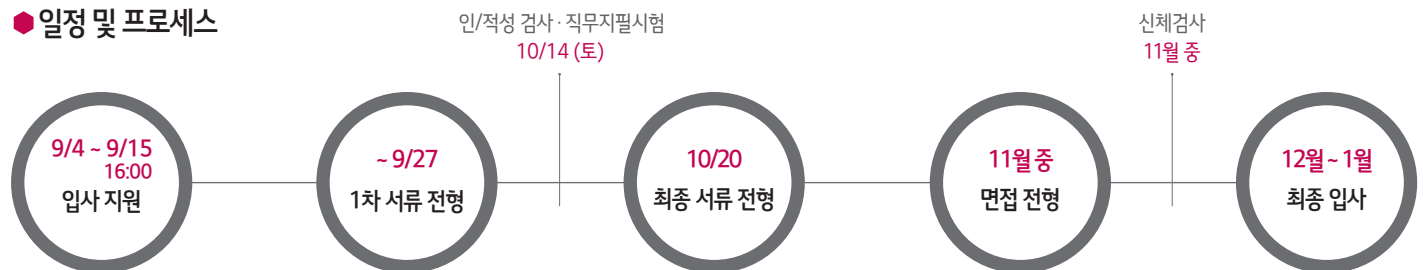 일정 및 프로세스
인/적성 검사 · 직무지필시험
10/14 (토)
신체검사
11월 중
9/4 ~ 9/15
16:00
입사 지원
~ 9/27
1차 서류 전형
10/20
최종 서류 전형
11월 중
면접 전형
12월 ~ 1월
최종 입사